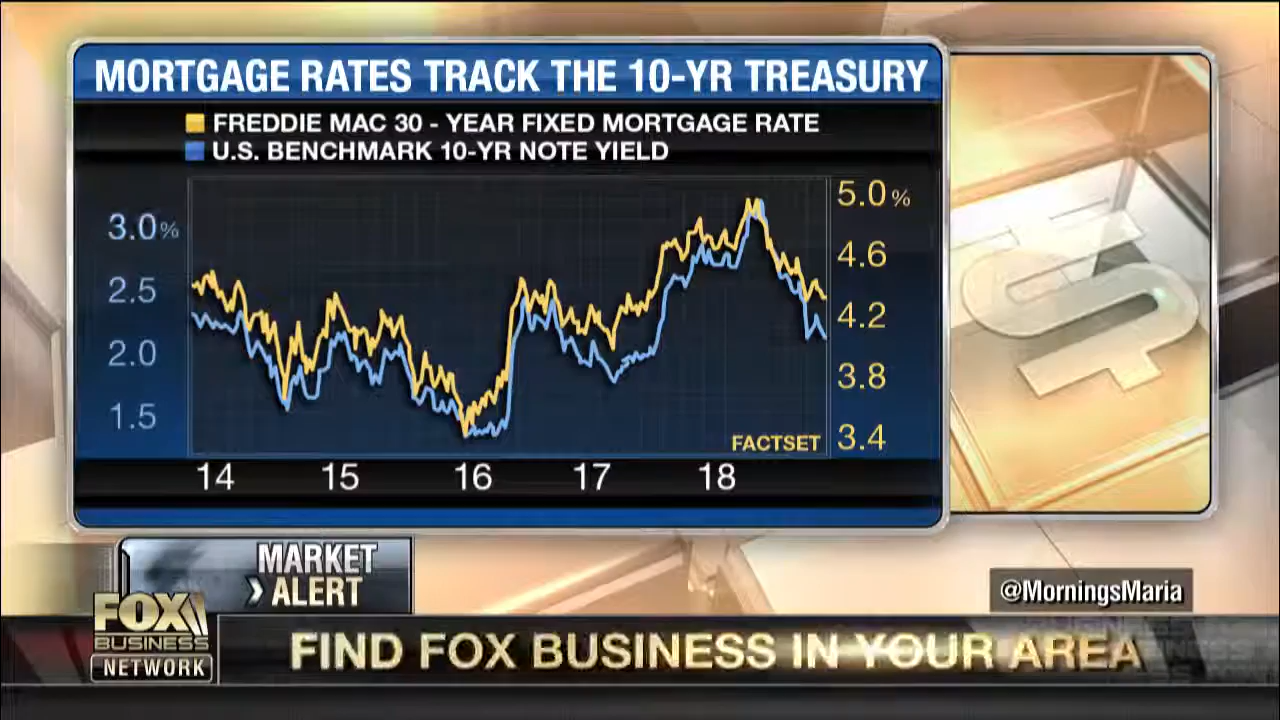 MORTGAGE RATES TRACK THE 10-YR TREASURY
FREDDIE MAC 30 - YEAR FIXED MORTGAGE RATE
U.S. BENCHMARK 10-YR NOTE YIELD
3.0%
2.5
2.0
1.5
5.0%
4.6
4.2
3.8
3.4
FACTSET
14 15 16 17 18
MARKET
ALERT
@MorningsMaria
FOX
BUSINESS
NETWORK
FIND FOX BUSINESS IN YOUR AREA